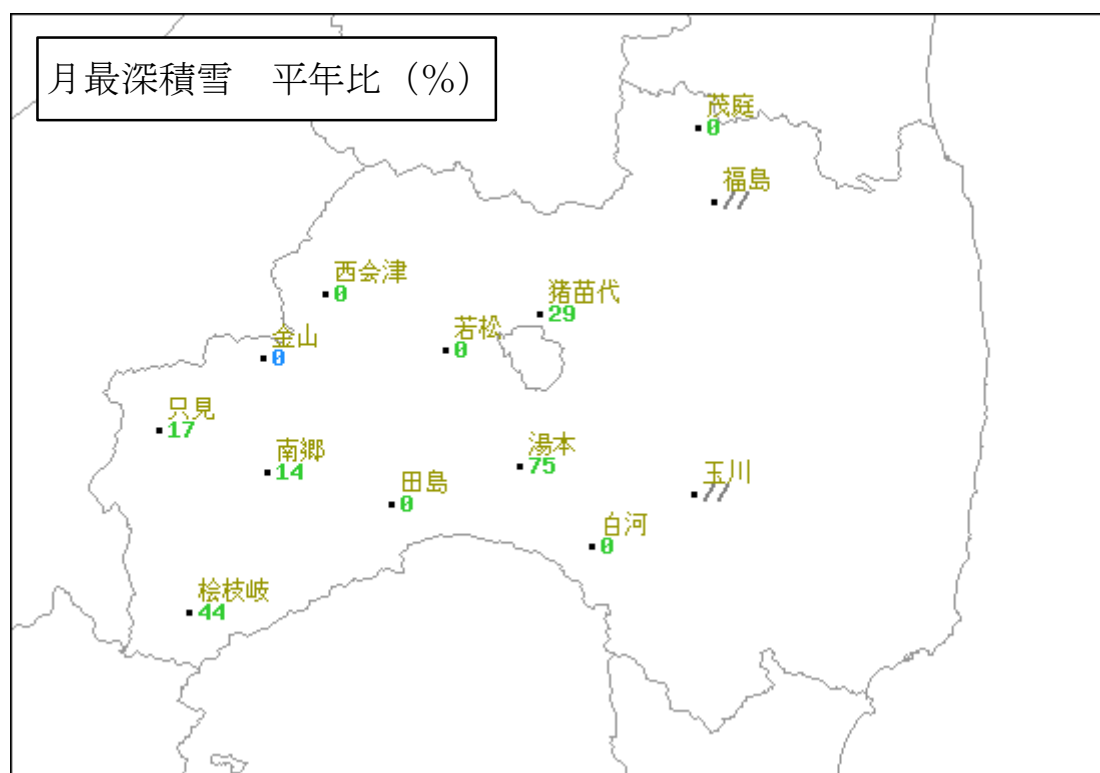 月最深積雪　平年比（%）
茂庭
0
福島
//
西会津
0
猪苗代
29
金山
0
若松
0
只見
17
南郷
14
湯本
75
田島
0
玉川
//
白河
0
桧枝岐
44